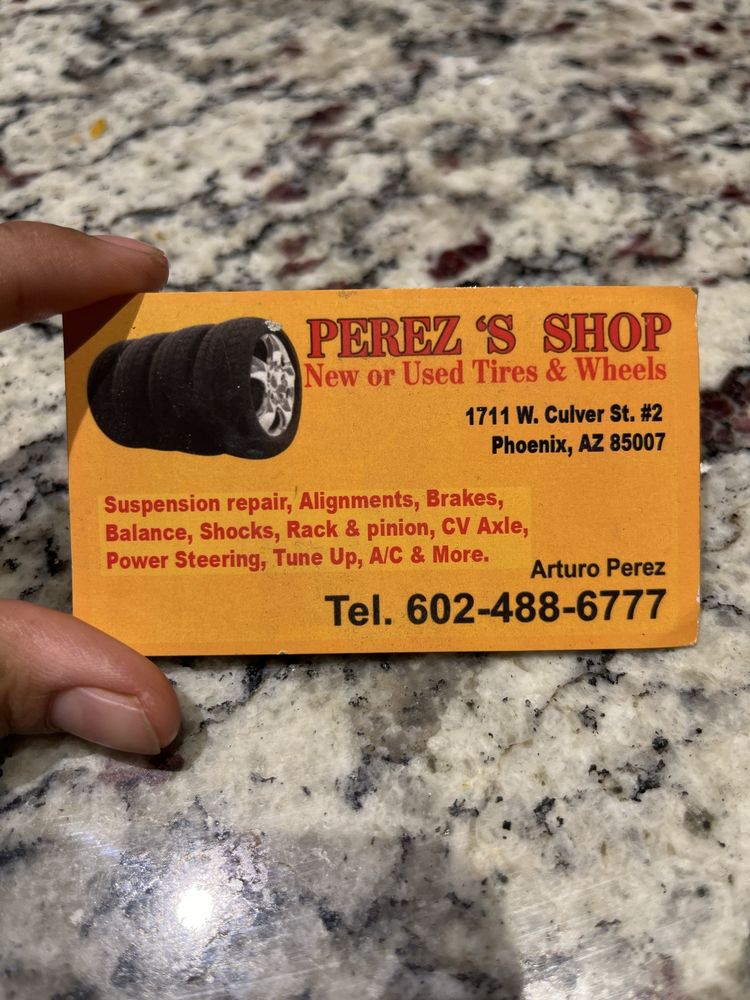 PEREZ 'S SHOP
New or Used Tires & Wheels
1711 W. Culver St. #2
Phoenix, AZ 85007
Suspension repair, Alignments, Brakes,
Balance, Shocks, Rack & pinion, CV Axle,
Power Steering, Tune Up, A/C & More.
Arturo Perez
Tel. 602-488-6777